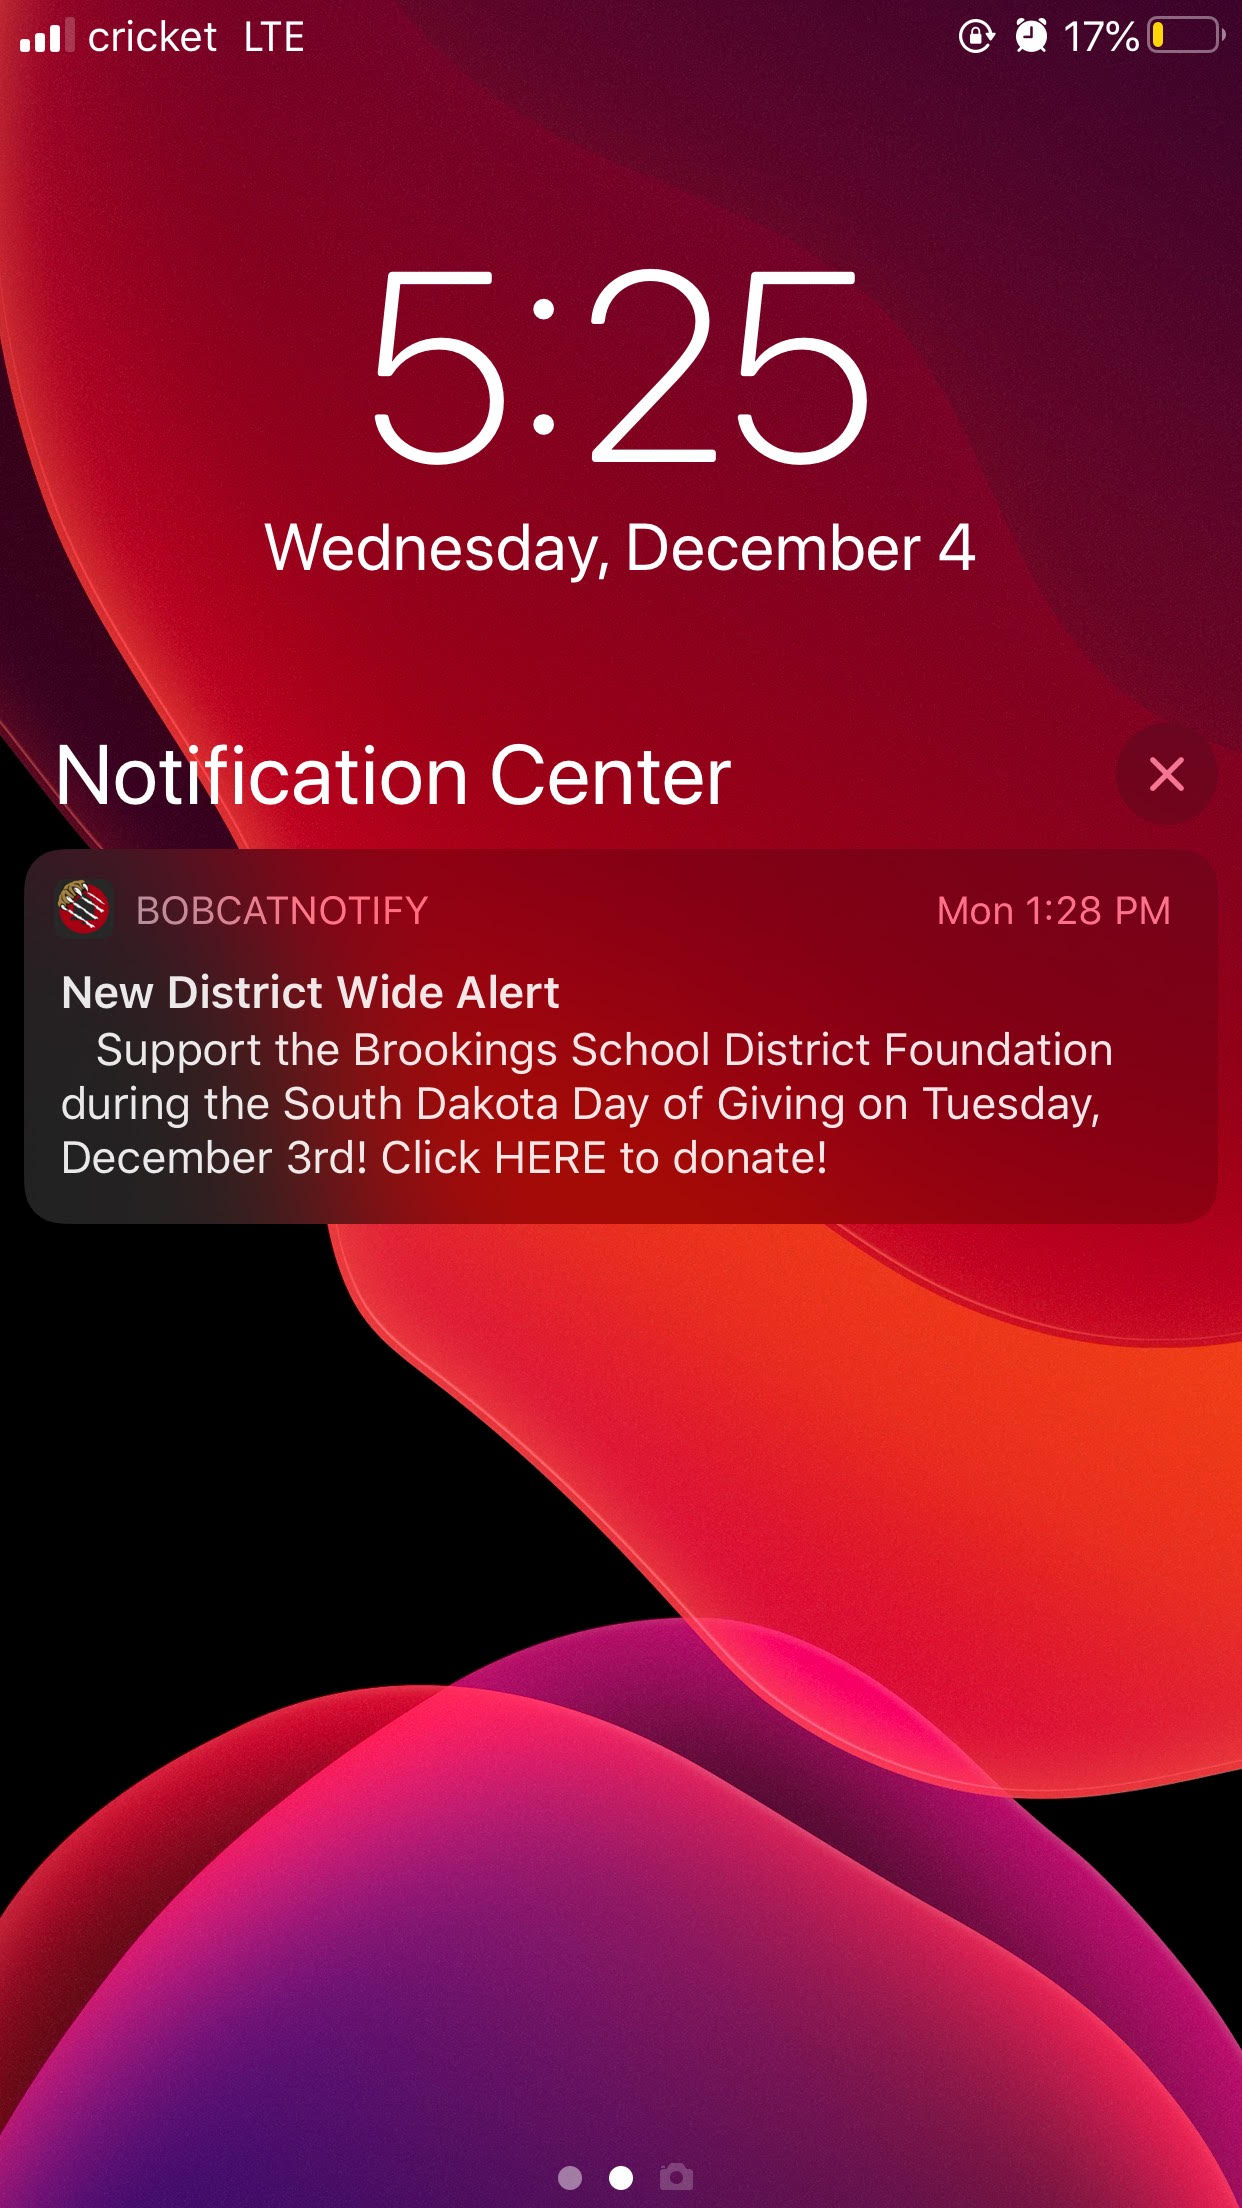 cricket LTE 17%
5:25
Wednesday, December 4
Notification Center
BOBCATNOTIFY Mon 1:28 PM
New District Wide Alert
Support the Brookings School District Foundation
during the South Dakota Day of Giving on Tuesday,
December 3rd! Click HERE to donate!